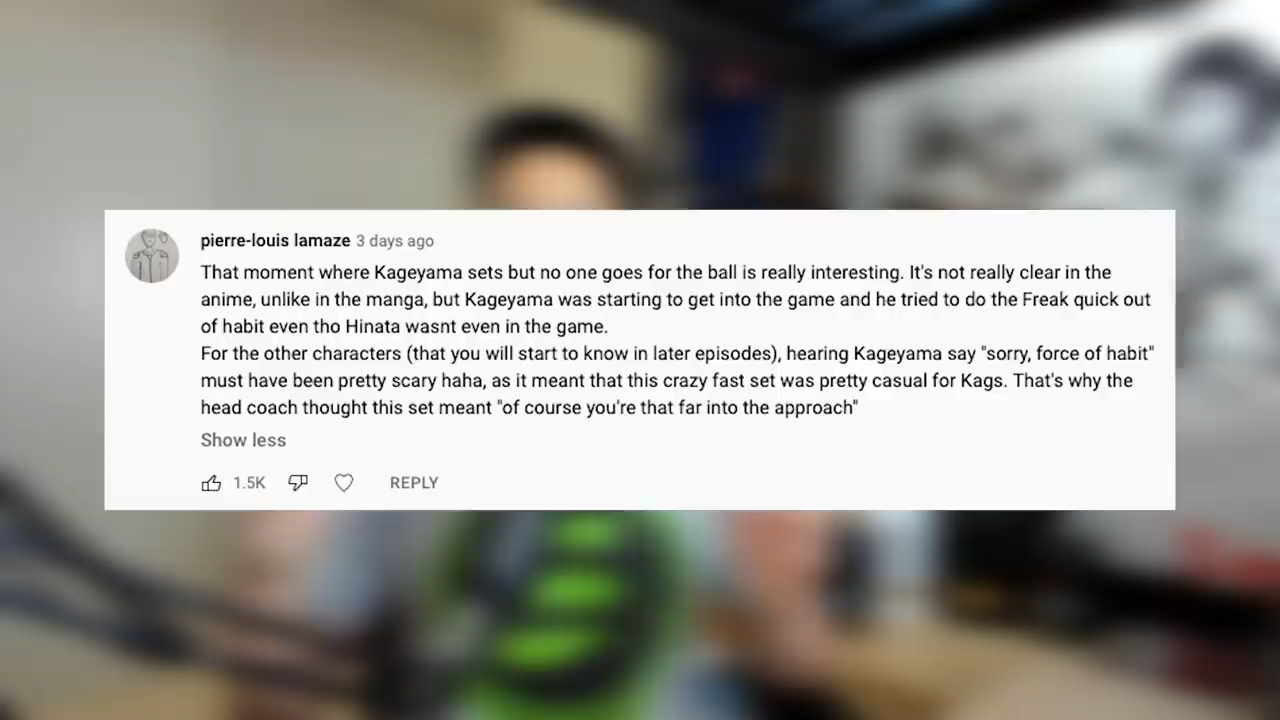 pierre-louis lamaze 3 days ago
That moment where Kageyama sets but no one goes for the ball is really interesting. It's not really clear in the
anime, unlike in the manga, but Kageyama was starting to get into the game and he tried to do the Freak quick out
of habit even tho Hinata wasnt even in the game.
For the other characters (that you will start to know in later episodes), hearing Kageyama say "sorry, force of habit"
must have been pretty scary haha, as it meant that this crazy fast set was pretty casual for Kags. That's why the
head coach thought this set meant "of course you're that far into the approach"
Show less
1.5K REPLY